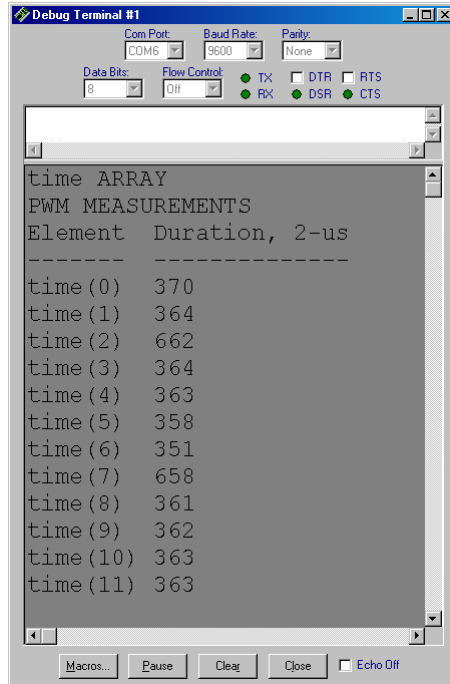 Debug Terminal #1
Com Port: Baud Rate: Parity:
COM6 9600 None
Data Bits: Flow Control: TX DTR RTS
8 Off RX DSR CTS
time ARRAY
PWM MEASUREMENTS
Element Duration, 2-us
------- ---------------
time(0) 370
time(1) 364
time(2) 662
time(3) 364
time(4) 363
time(5) 358
time(6) 351
time(7) 658
time(8) 361
time(9) 362
time(10) 363
time(11) 363
Macros... Pause Clear Close Echo Off